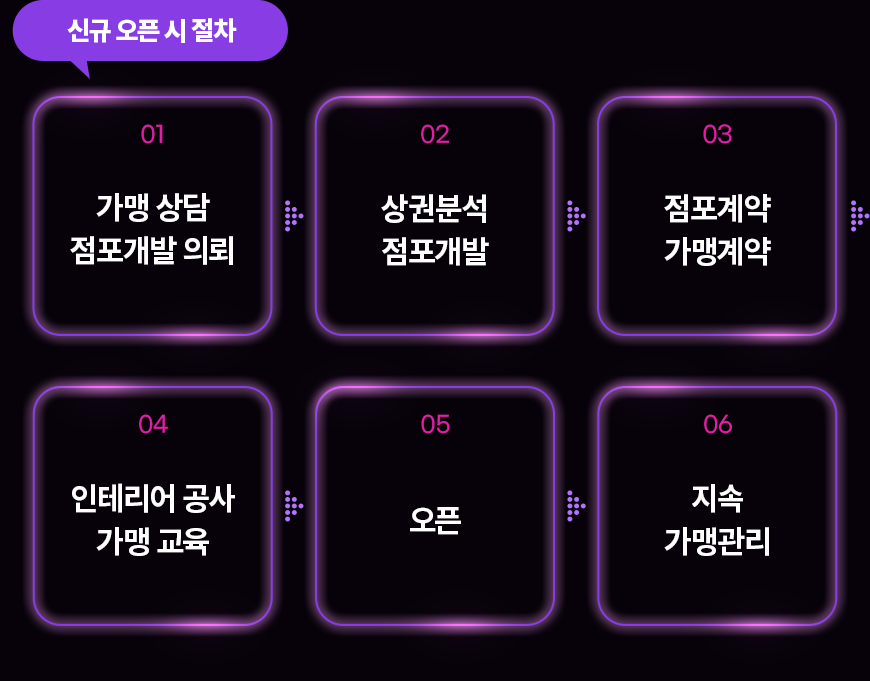 신규 오픈 시 절차
01
가맹 상담
점포개발 의뢰
02
상권분석
점포개발
03
점포계약
가맹계약
04
인테리어 공사
가맹 교육
05
오픈
06
지속
가맹관리